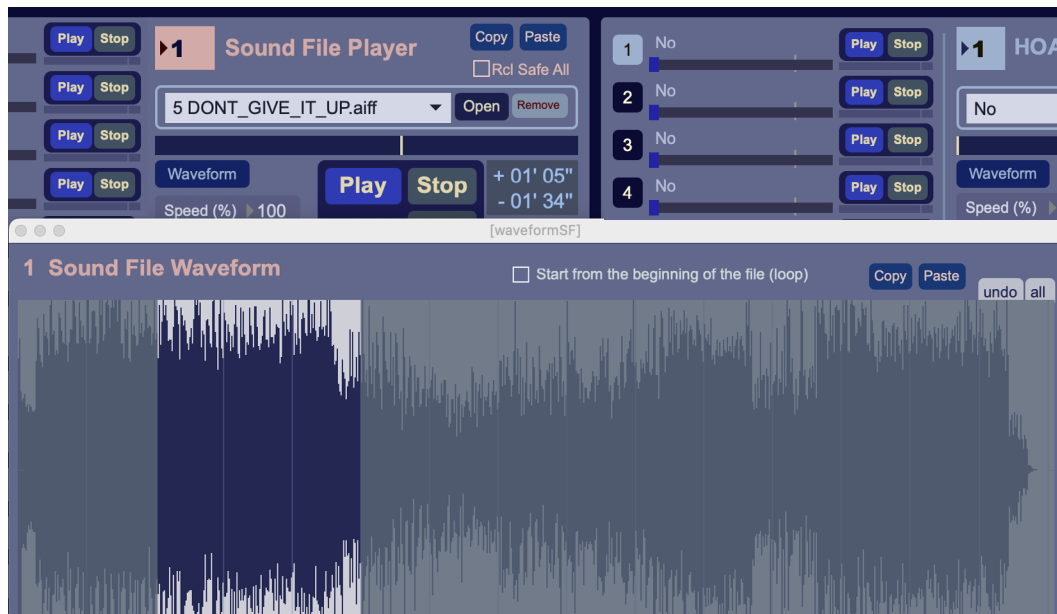 Play Stop
Play Stop
Play Stop
Play Stop
1
Sound File Player
Copy Paste
Rcl Safe All
5 DONT_GIVE_IT_UP.aiff
Open Remove
Waveform
Speed (%) 100
Play Stop
+ 01' 05"
- 01' 34"
1 No Play Stop
2 No Play Stop
3 No Play Stop
4 No Play Stop
1 HOA
No
Waveform
Speed (%)
[waveformSF]
1 Sound File Waveform
Start from the beginning of the file (loop)
Copy Paste
undo all